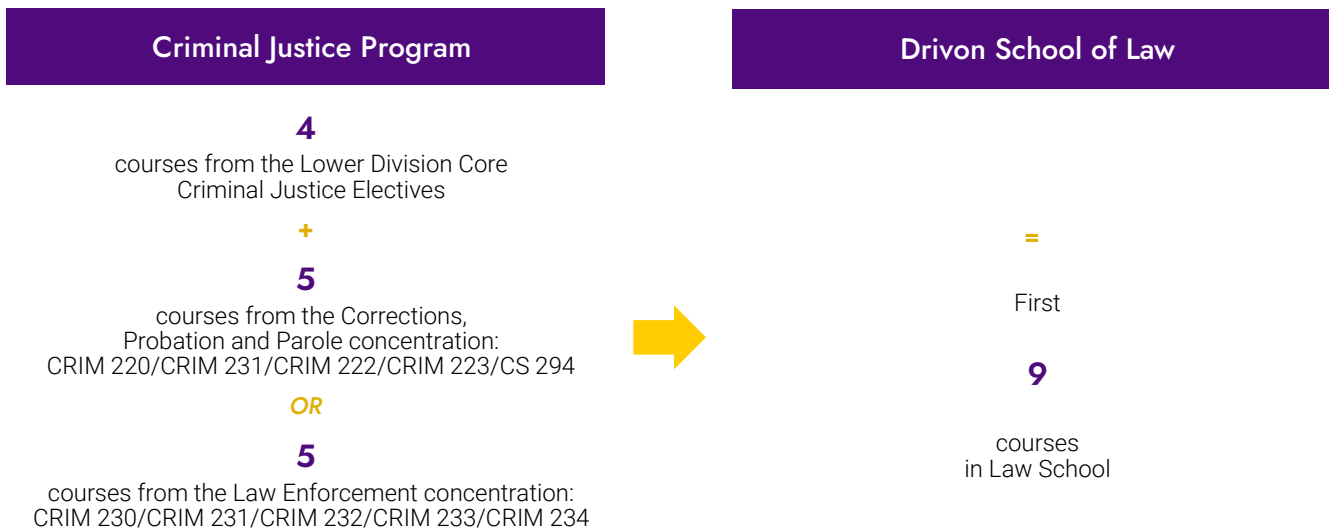 Criminal Justice Program
4
courses from the Lower Division Core
Criminal Justice Electives
+
5
courses from the Corrections,
Probation and Parole concentration:
CRIM 220/CRIM 231/CRIM 222/CRIM 223/CS 294
OR
5
courses from the Law Enforcement concentration:
CRIM 230/CRIM 231/CRIM 232/CRIM 233/CRIM 234
Drivon School of Law
=
First
9
courses
in Law School